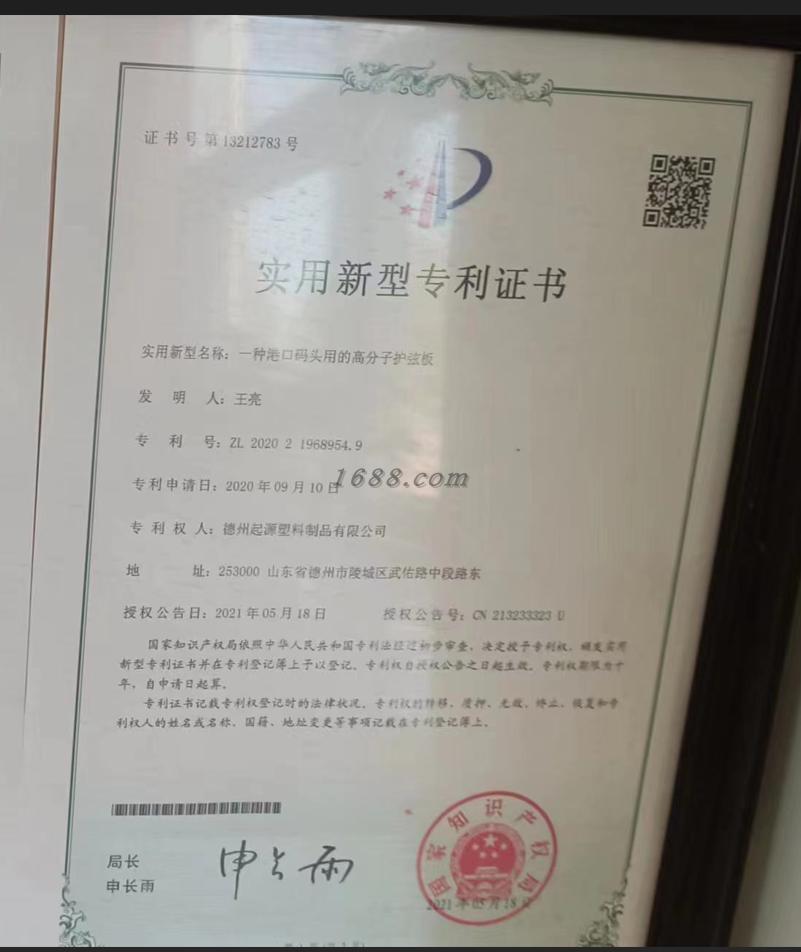 证书号第13212783号
实用新型专利证书
实用新型名称：一种港口码头用的高分子护弦板
发 明 人：王亮
专 利 号：ZL 2020 2 1968954.9
1688.com
专利申请日：2020年09月10日
专 利 权 人：德州起源塑料制品有限公司
地 址：253000 山东省德州市陵城区武佑路中段路东
授权公告日：2021年05月18日 授权公告号：CN 213233323 U
国家知识产权局依照中华人民共和国专利法经过初步审查，决定授予专利权，颁发实用
新型专利证书并在专利登记簿上予以登记。专利权自授权公告之日起生效。专利权期限为十
年，自申请日起算。
专利证书记载专利权登记时的法律状况。专利权的转移、质押、无效、终止、恢复和专
利权人的姓名或名称、国籍、地址变更等事项记载在专利登记簿上。
局长
申长雨
国家知识产权局
2021年05月18日